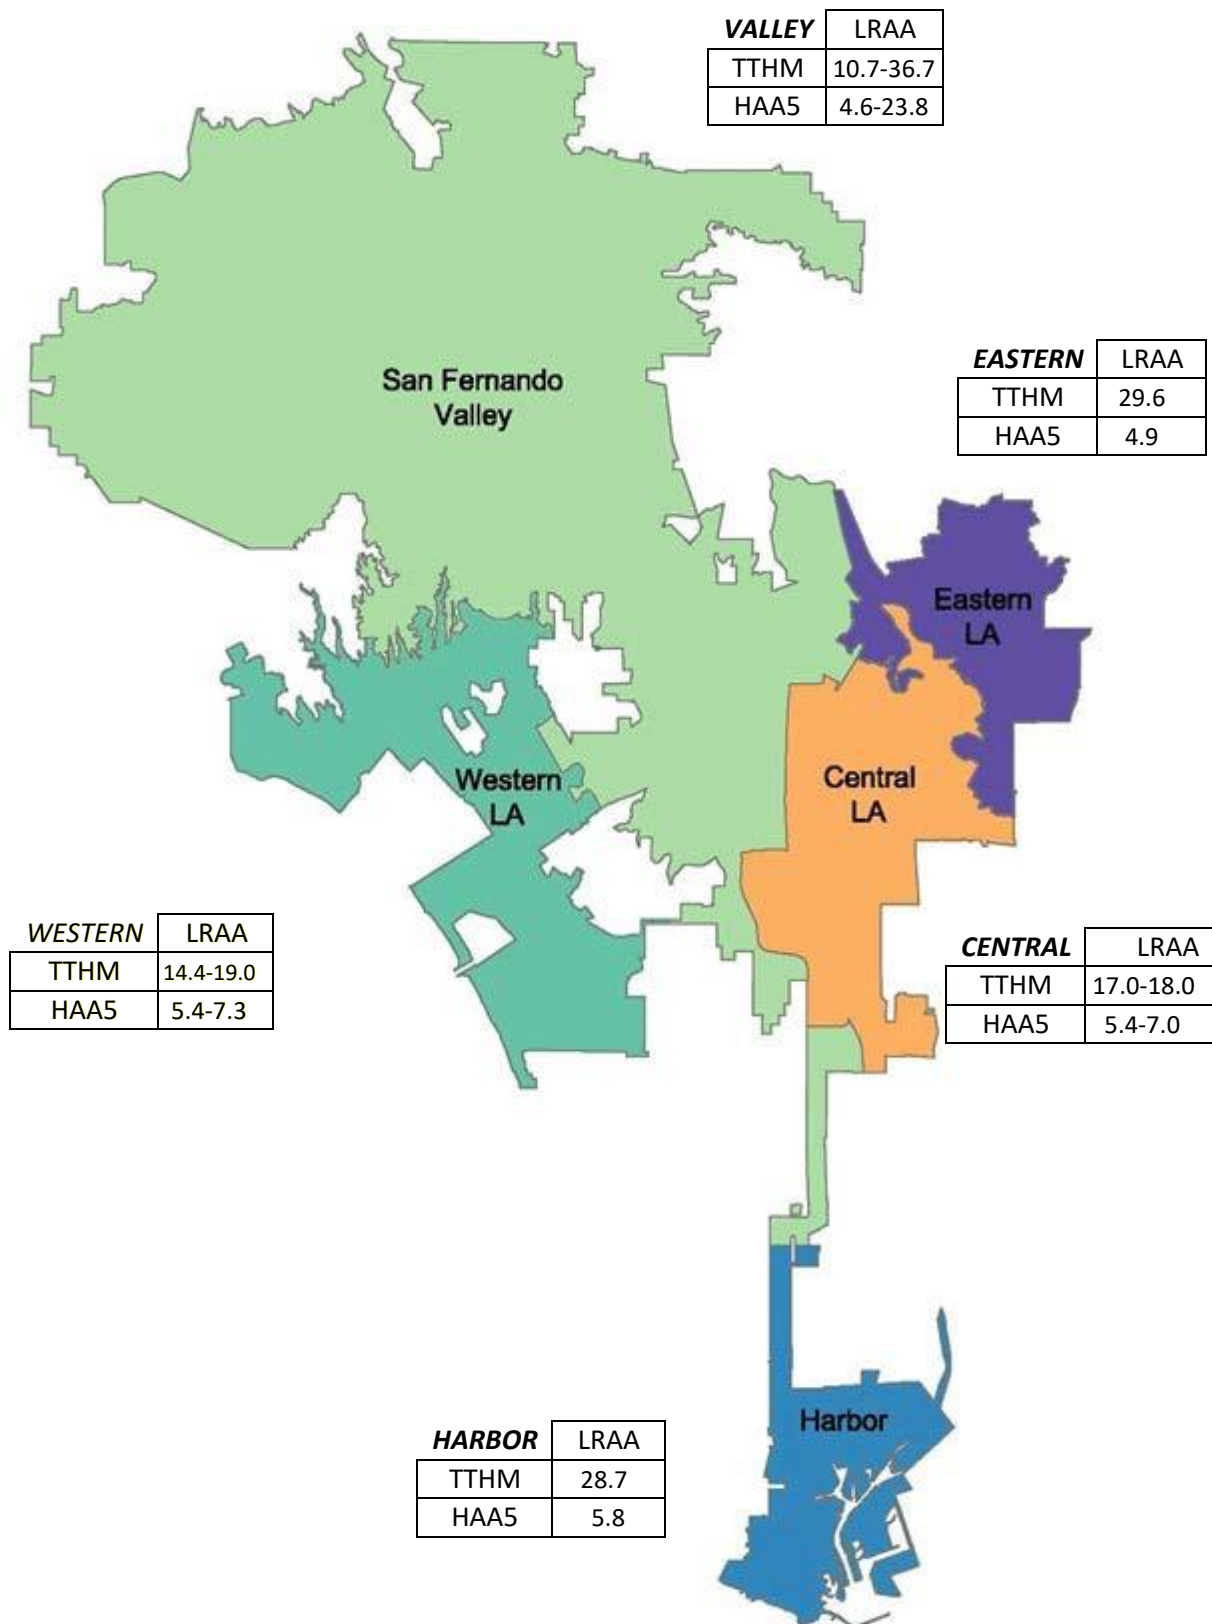 VALLEY LRAA
TTHM 10.7-36.7
HAA5 4.6-23.8
EASTERN LRAA
TTHM 29.6
HAA5 4.9
San Fernando
Valley
Eastern
LA
Western
LA
Central
LA
WESTERN LRAA
TTHM 14.4-19.0
HAA5 5.4-7.3
CENTRAL LRAA
TTHM 17.0-18.0
HAA5 5.4-7.0
Harbor
HARBOR LRAA
TTHM 28.7
HAA5 5.8